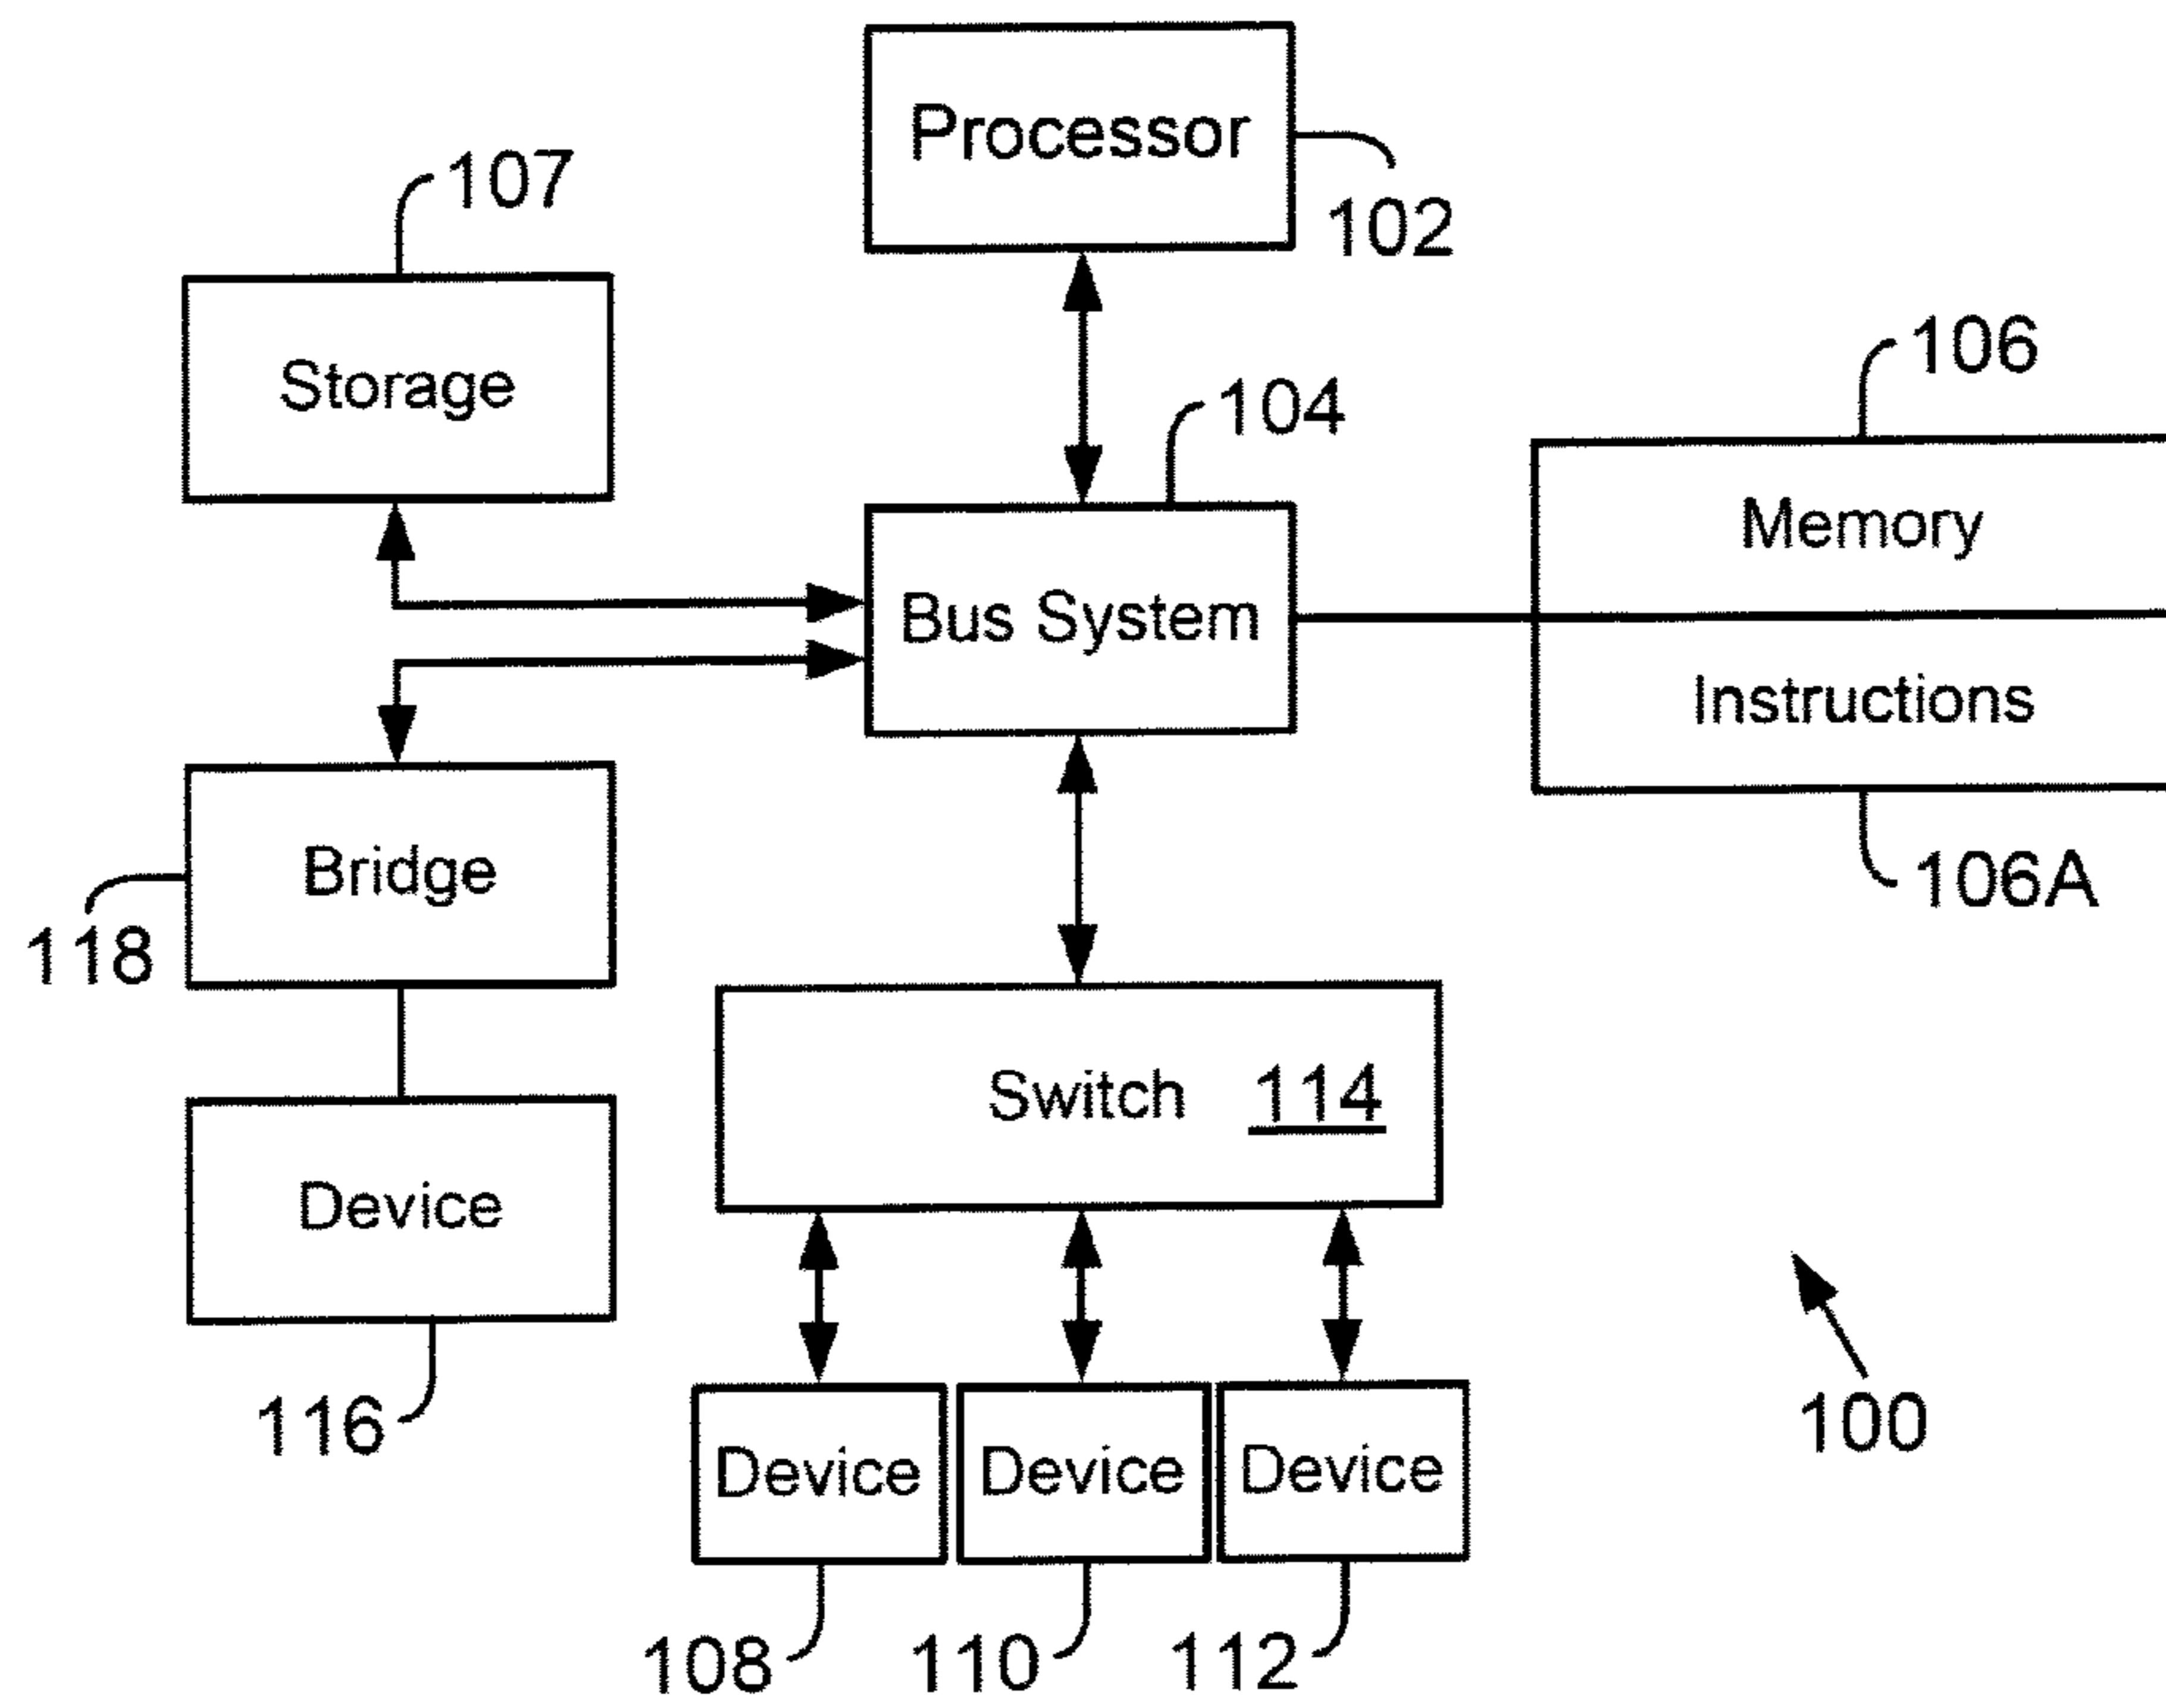 Processor
107
102
106
Storage
104
Memory
Bus System
Instructions
Bridge
106A
118
Switch 114
Device
116
100
Device Device Device
108 110 112